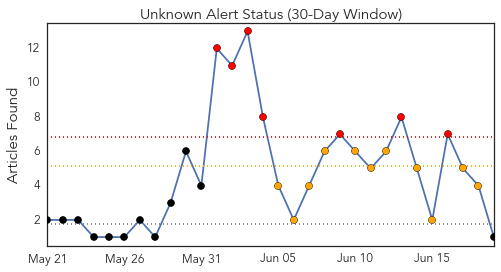 Unknown Alert Status (30-Day Window)
Articles Found
12
10
8
6
4
2
May 21
May 26
May 31
Jun 05
Jun 10
Jun 15